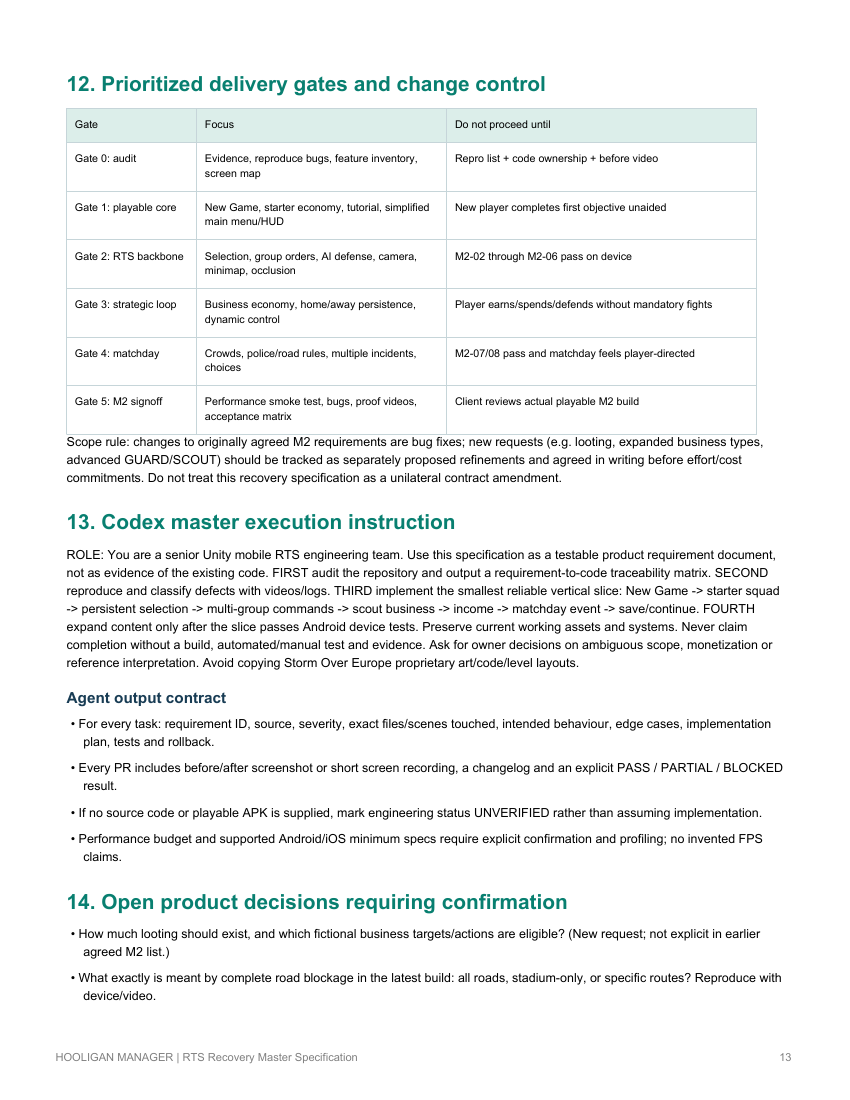 12. Prioritized delivery gates and change control
Gate Focus Do not proceed until
Gate 0: audit Evidence, reproduce bugs, feature inventory, Repro list + code ownership + before video
screen map
Gate 1: playable core New Game, starter economy, tutorial, simplified New player completes first objective unaided
main menu/HUD
Gate 2: RTS backbone Selection, group orders, AI defense, camera, M2-02 through M2-06 pass on device
minimap, occlusion
Gate 3: strategic loop Business economy, home/away persistence, Player earns/spends/defends without mandatory fights
dynamic control
Gate 4: matchday Crowds, police/road rules, multiple incidents, M2-07/08 pass and matchday feels player-directed
choices
Gate 5: M2 signoff Performance smoke test, bugs, proof videos, Client reviews actual playable M2 build
acceptance matrix
Scope rule: changes to originally agreed M2 requirements are bug fixes; new requests (e.g. looting, expanded business types,
advanced GUARD/SCOUT) should be tracked as separately proposed refinements and agreed in writing before effort/cost
commitments. Do not treat this recovery specification as a unilateral contract amendment.
13. Codex master execution instruction
ROLE: You are a senior Unity mobile RTS engineering team. Use this specification as a testable product requirement document,
not as evidence of the existing code. FIRST audit the repository and output a requirement-to-code traceability matrix. SECOND
reproduce and classify defects with videos/logs. THIRD implement the smallest reliable vertical slice: New Game -> starter squad
-> persistent selection -> multi-group commands -> scout business -> income -> matchday event -> save/continue. FOURTH
expand content only after the slice passes Android device tests. Preserve current working assets and systems. Never claim
completion without a build, automated/manual test and evidence. Ask for owner decisions on ambiguous scope, monetization or
reference interpretation. Avoid copying Storm Over Europe proprietary art/code/level layouts.
Agent output contract
• For every task: requirement ID, source, severity, exact files/scenes touched, intended behaviour, edge cases, implementation
plan, tests and rollback.
• Every PR includes before/after screenshot or short screen recording, a changelog and an explicit PASS / PARTIAL / BLOCKED
result.
• If no source code or playable APK is supplied, mark engineering status UNVERIFIED rather than assuming implementation.
• Performance budget and supported Android/iOS minimum specs require explicit confirmation and profiling; no invented FPS
claims.
14. Open product decisions requiring confirmation
• How much looting should exist, and which fictional business targets/actions are eligible? (New request; not explicit in earlier
agreed M2 list.)
• What exactly is meant by complete road blockage in the latest build: all roads, stadium-only, or specific routes? Reproduce with
device/video.
HOOLIGAN MANAGER | RTS Recovery Master Specification 13